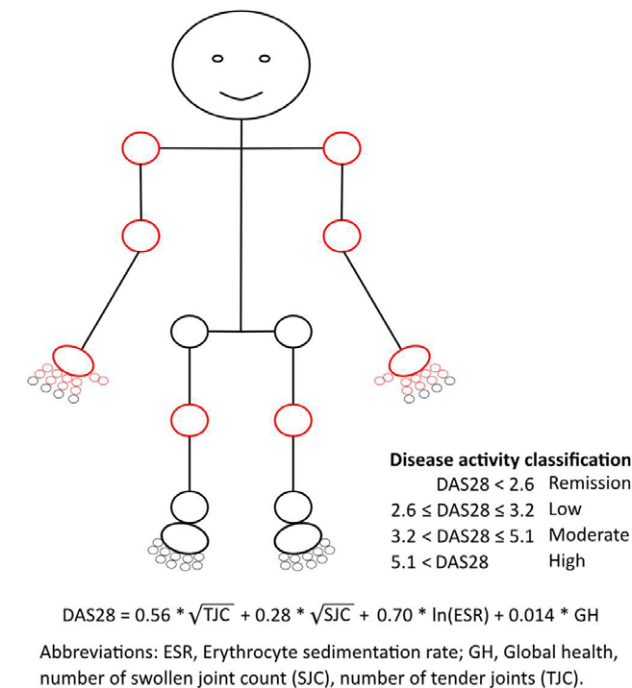 Disease activity classification
DAS28 < 2.6 Remission
2.6 ≤ DAS28 ≤ 3.2 Low
3.2 < DAS28 ≤ 5.1 Moderate
5.1 < DAS28 High
DAS28 = 0.56 * √TJC + 0.28 * √SJC + 0.70 * ln(ESR) + 0.014 * GH
Abbreviations: ESR, Erythrocyte sedimentation rate; GH, Global health,
number of swollen joint count (SJC), number of tender joints (TJC).